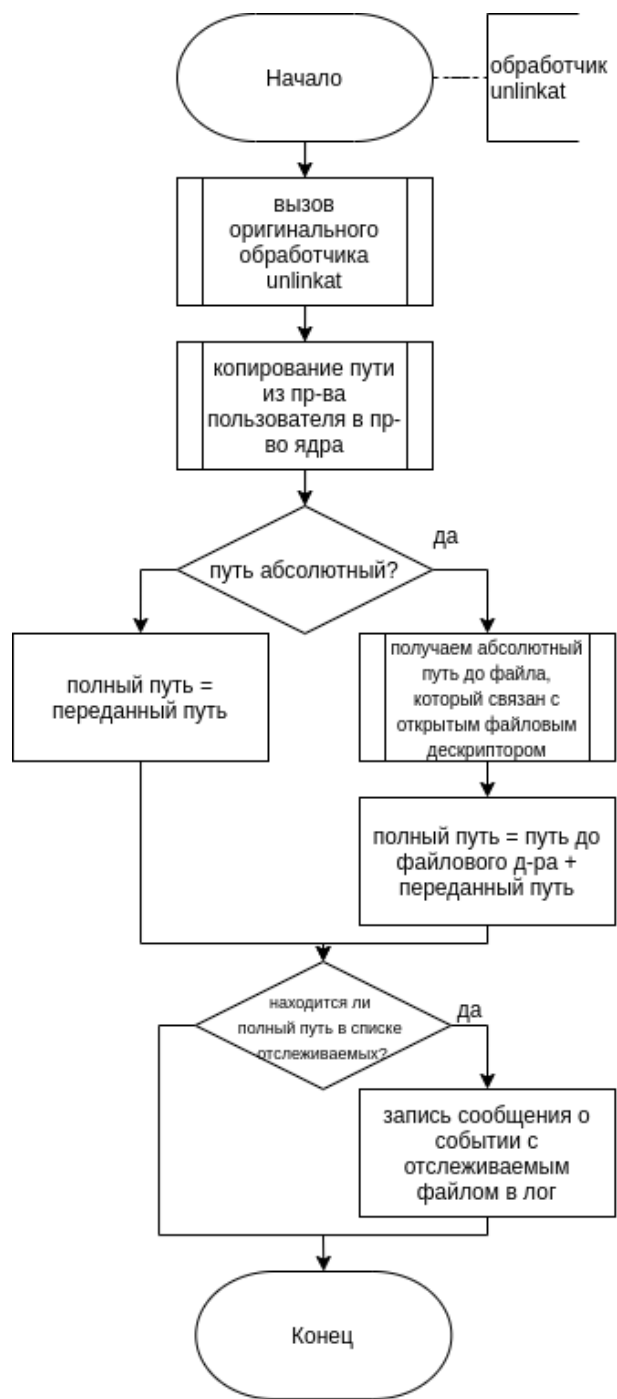 Начало
обработчик
unlinkat
вызов
оригинального
обработчика
unlinkat
копирование пути
из пр-ва
пользователя в пр-
во ядра
путь абсолютный?
да
полный путь =
переданный путь
получаем абсолютный
путь до файла,
который связан с
открытым файловым
дескриптором
полный путь = путь до
файлового д-ра +
переданный путь
находится ли
полный путь в списке
отслеживаемых?
да
запись сообщения о
событии с
отслеживаемым
файлом в лог
Конец